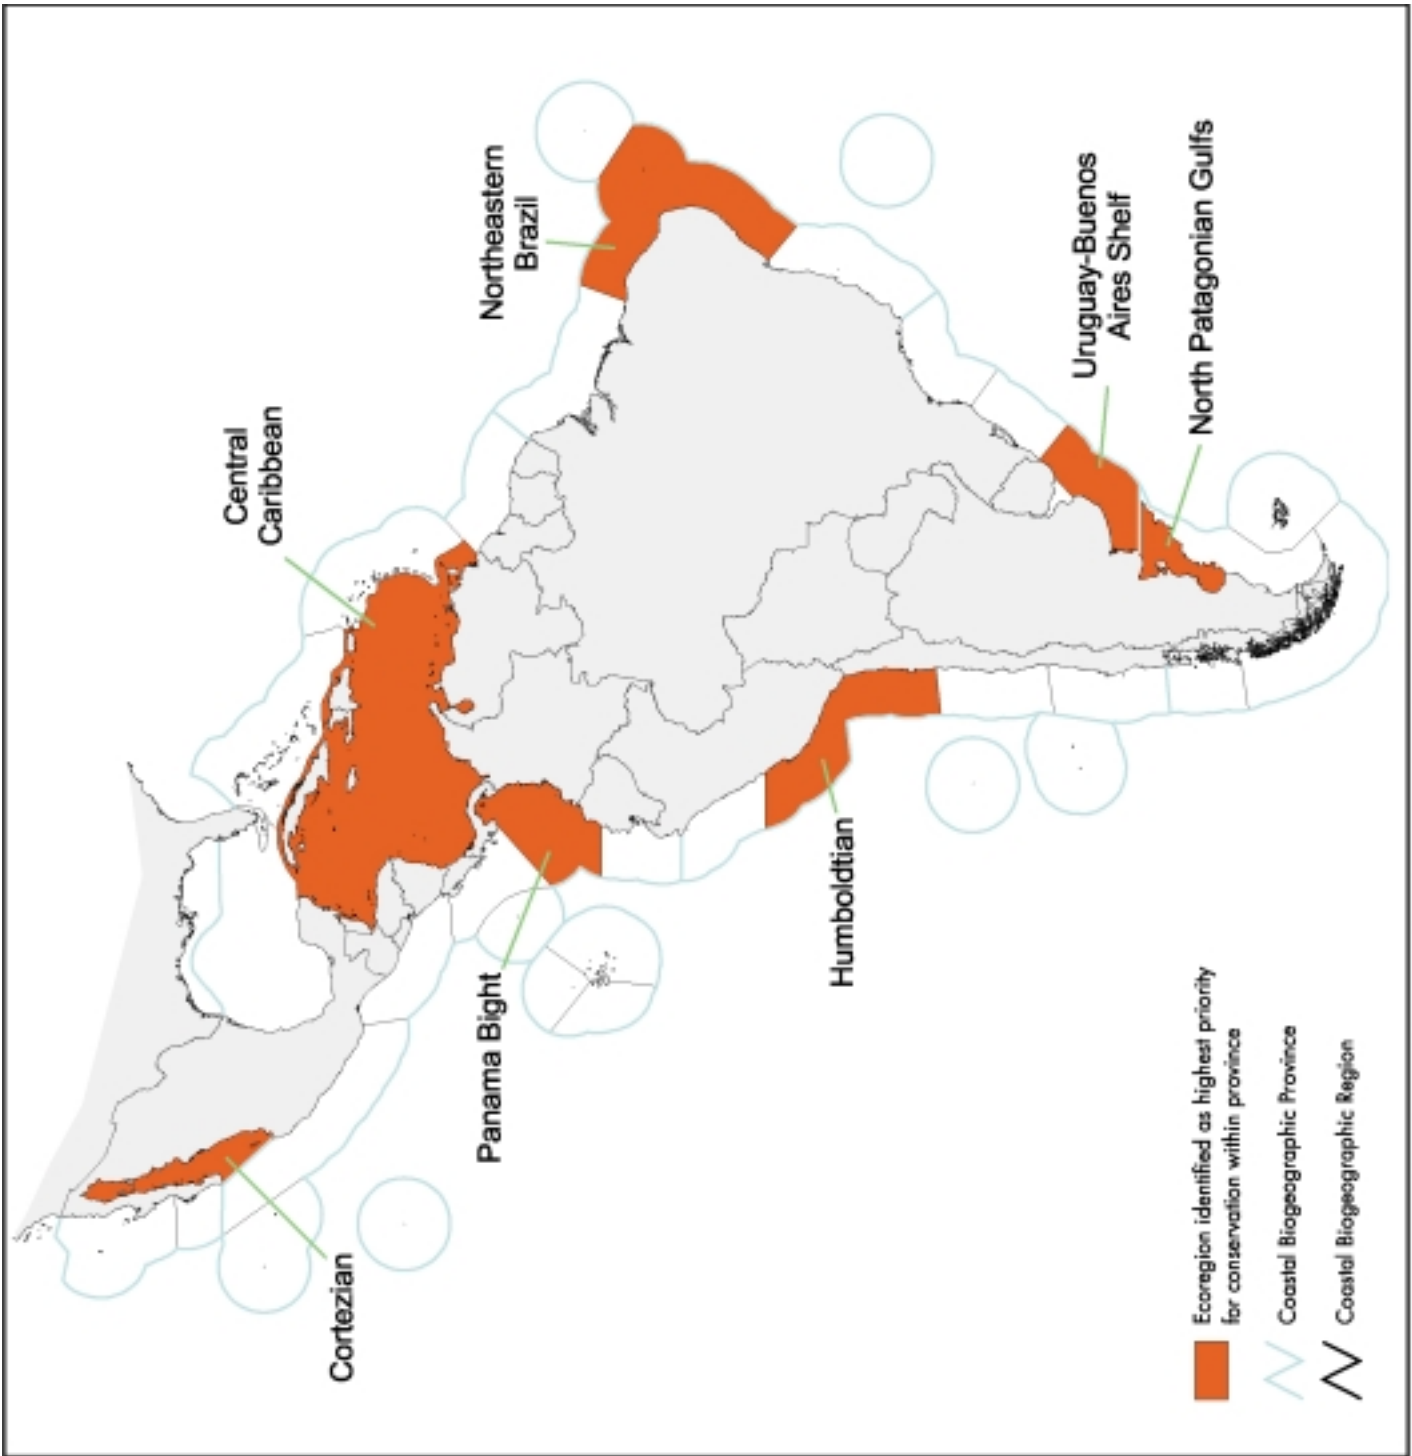 Cortezian
Central
Caribbean
Panama Bight
Northeastern
Brazil
Humboldtian
Uruguay-Buenos
Aires Shelf
North Patagonian Gulfs
Ecoregion identified as highest priority
for conservation within province
Coastal Biogeographic Province
Coastal Biogeographic Region